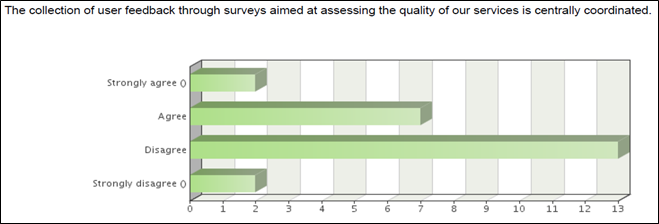 The collection of user feedback through surveys aimed at assessing the quality of our services is centrally coordinated.
Strongly agree ()
Agree
Disagree
Strongly disagree ()
0 1 2 3 4 5 6 7 8 9 10 11 12 13